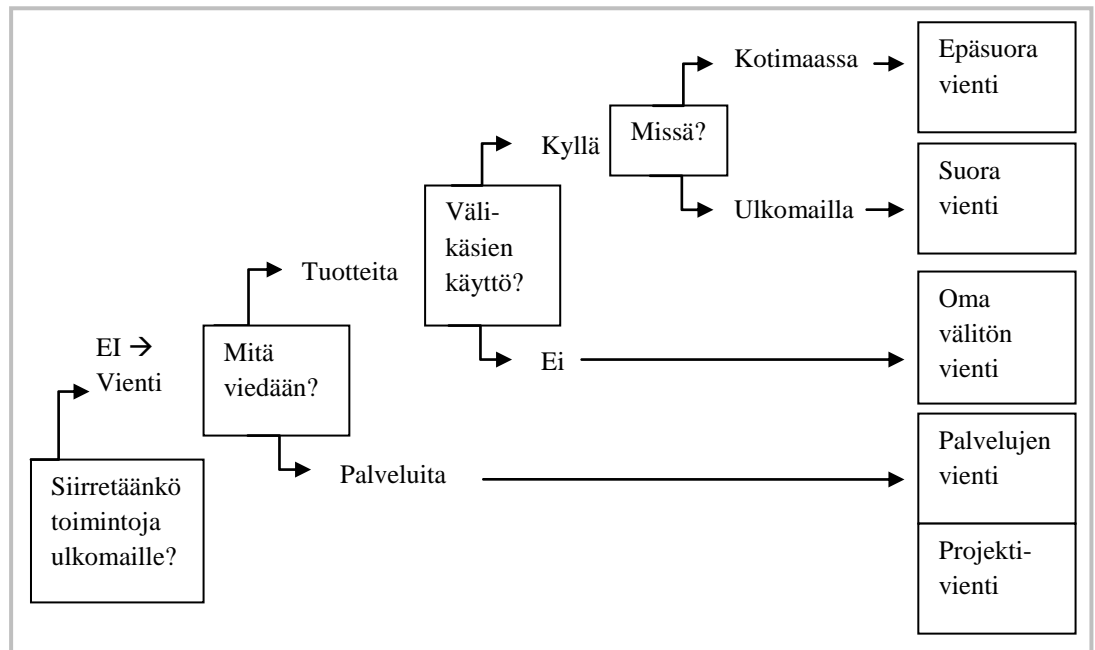 Kotimaassa
Epäsuora
vienti
Kyllä
Missä?
Ulkomailla
Suora
vienti
Väli-
käsien
käyttö?
Tuotteita
Ei
Oma
välitön
vienti
EI →
Vienti
Mitä
viedään?
Palveluita
Palvelujen
vienti
Siirretäänkö
toimintoja
ulkomaille?
Projekti-
vienti